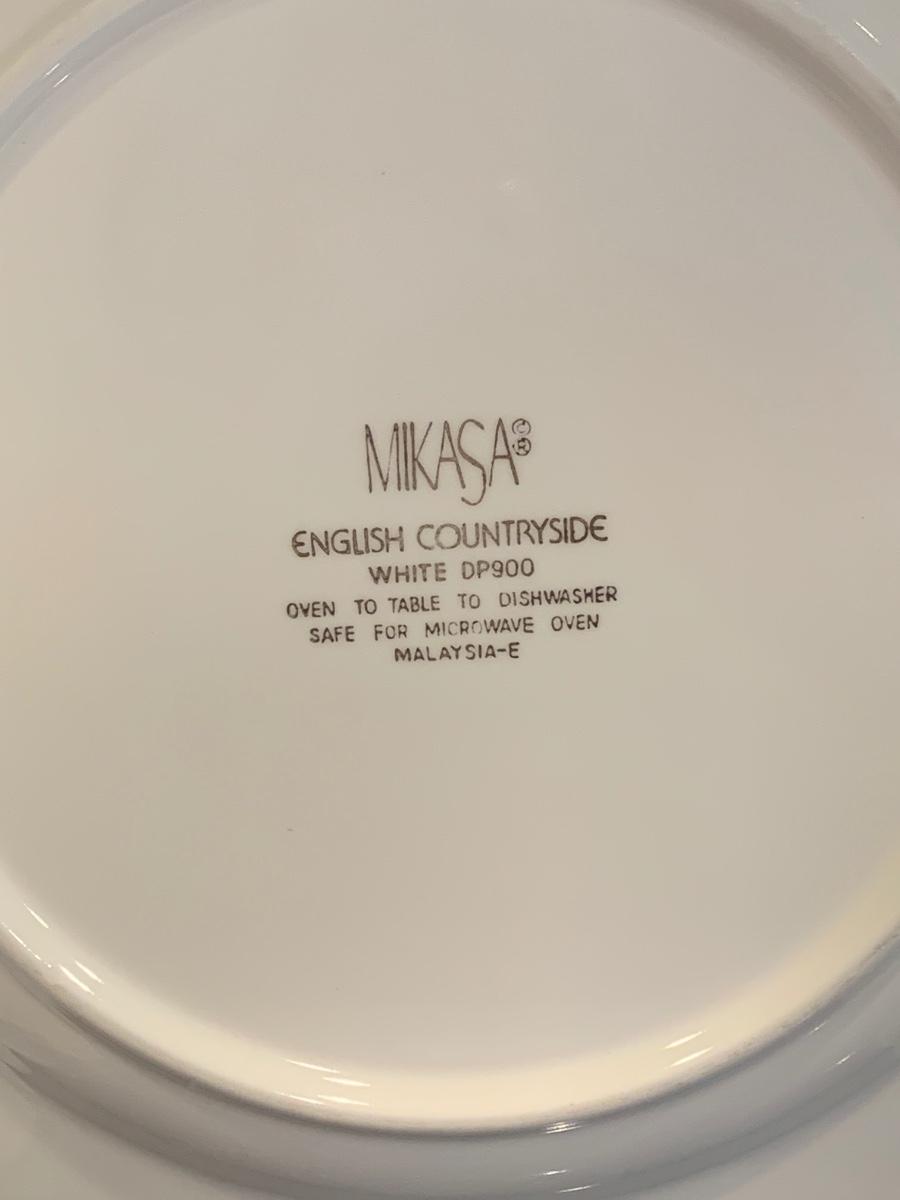 MIKASA©®
ENGLISH COUNTRYSIDE
WHITE DP900
OVEN TO TABLE TO DISHWASHER
SAFE FOR MICROWAVE OVEN
MALAYSIA-E